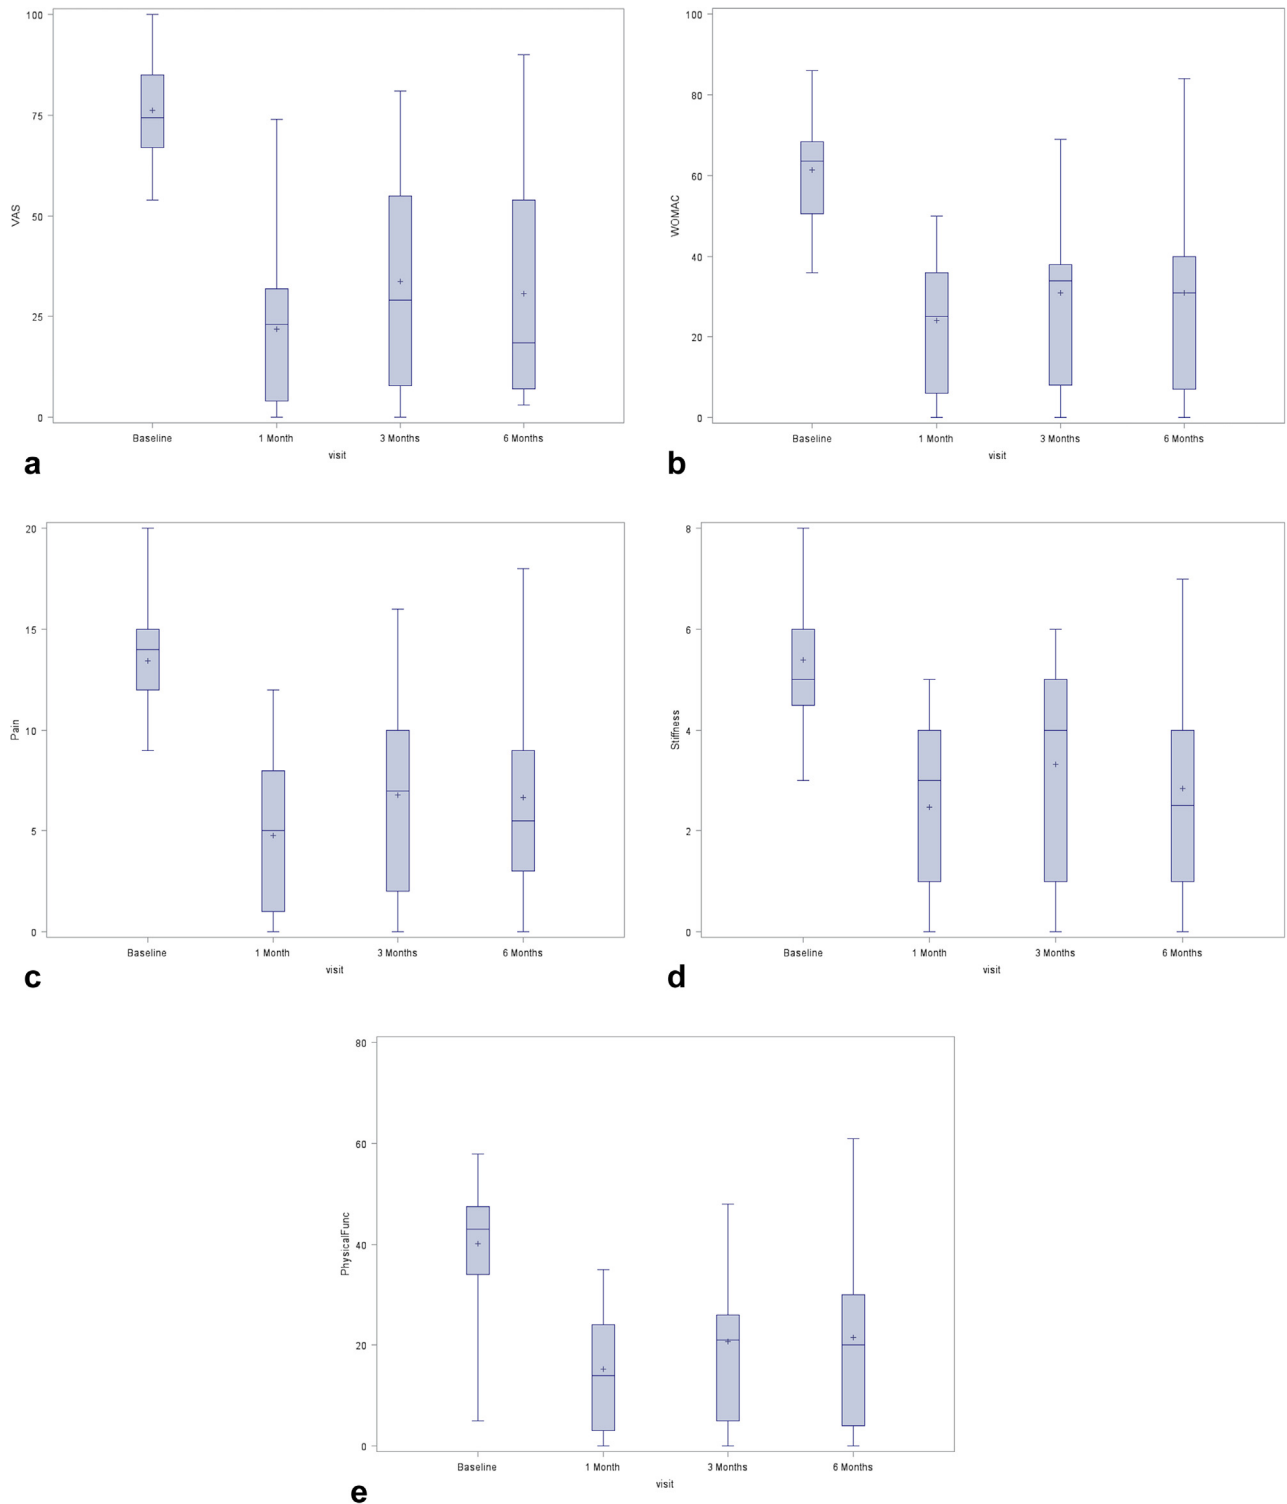 100
75
50
25
0
VAS
Baseline
1 Month
3 Months
6 Months
visit
a
100
80
60
40
20
0
WOMAC
Baseline
1 Month
3 Months
6 Months
visit
b
20
15
10
5
0
Pain
Baseline
1 Month
3 Months
6 Months
visit
c
8
6
4
2
0
Stiffness
Baseline
1 Month
3 Months
6 Months
visit
d
80
60
40
20
0
PhysicalFunc
Baseline
1 Month
3 Months
6 Months
visit
e